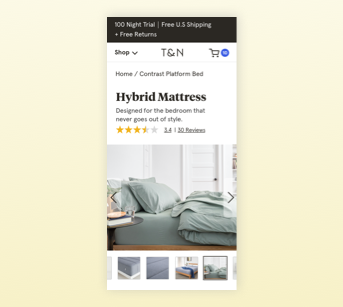 100 Night Trial | Free U.S Shipping
+ Free Returns
Shop
T&N
Home / Contrast Platform Bed
Hybrid Mattress
Designed for the bedroom that
never goes out of style.
3.4 | 30 Reviews